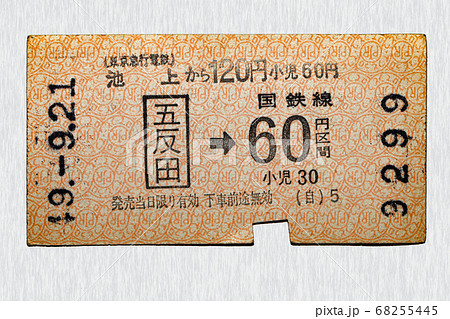 (東京急行電鉄)
池上から120円小児60円
国鉄線
五反田➡60円区間
小児30
発売当日限り有効 下車前途無効 (自)5
49.-9.21
9299
pixta.jp - 68255445